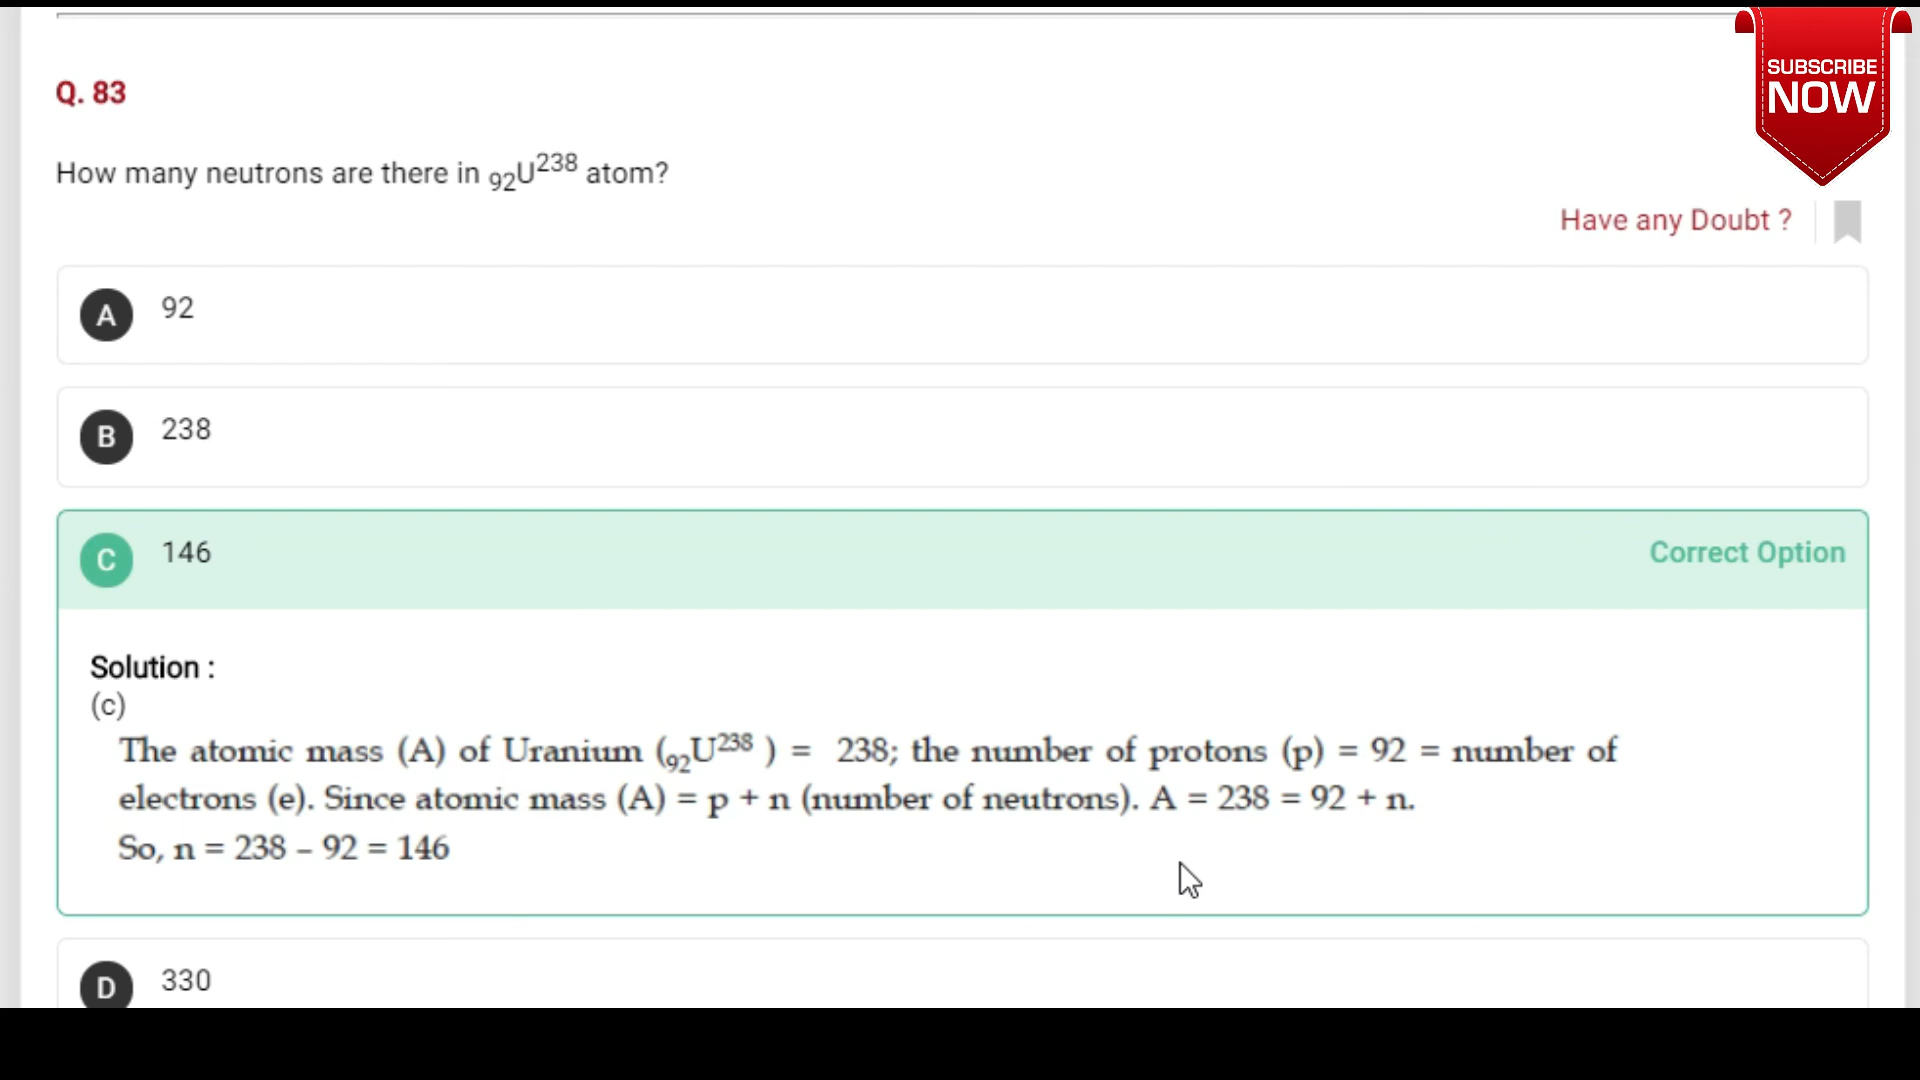 SUBSCRIBE
NOW
Q. 83
How many neutrons are there in ₉₂U²³⁸ atom?
Have any Doubt ?
A 92
B 238
C 146 Correct Option
Solution :
(c)
The atomic mass (A) of Uranium (₉₂U²³⁸ ) = 238; the number of protons (p) = 92 = number of
electrons (e). Since atomic mass (A) = p + n (number of neutrons). A = 238 = 92 + n.
So, n = 238 – 92 = 146
D 330